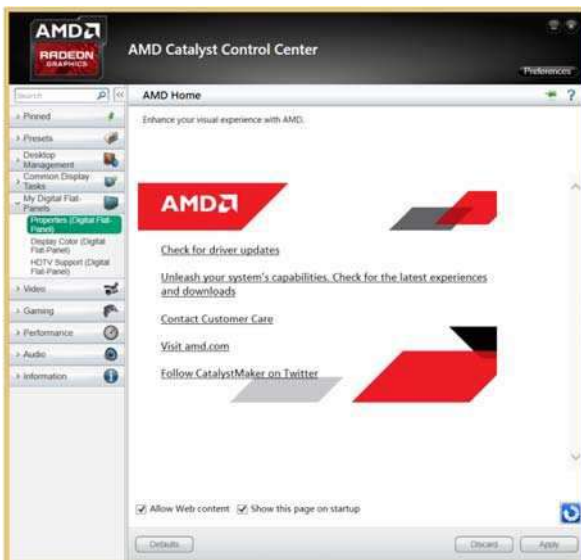 AMD
RADEON
GRAPHICS
AMD Catalyst Control Center
Preferences
Search
AMD Home
?
Pinned
Presets
Desktop
Management
Common Display
Tasks
My Digital Flat-
Panels
Properties (Digital Flat-
Panel)
Display Color (Digital
Flat-Panel)
HDTV Support (Digital
Flat-Panel)
Video
Gaming
Performance
Audio
Information
Enhance your visual experience with AMD.
AMD
Check for driver updates
Unleash your system's capabilities. Check for the latest experiences
and downloads
Contact Customer Care
Visit amd.com
Follow CatalystMaker on Twitter
Allow Web content Show this page on startup
Defaults Discard Apply